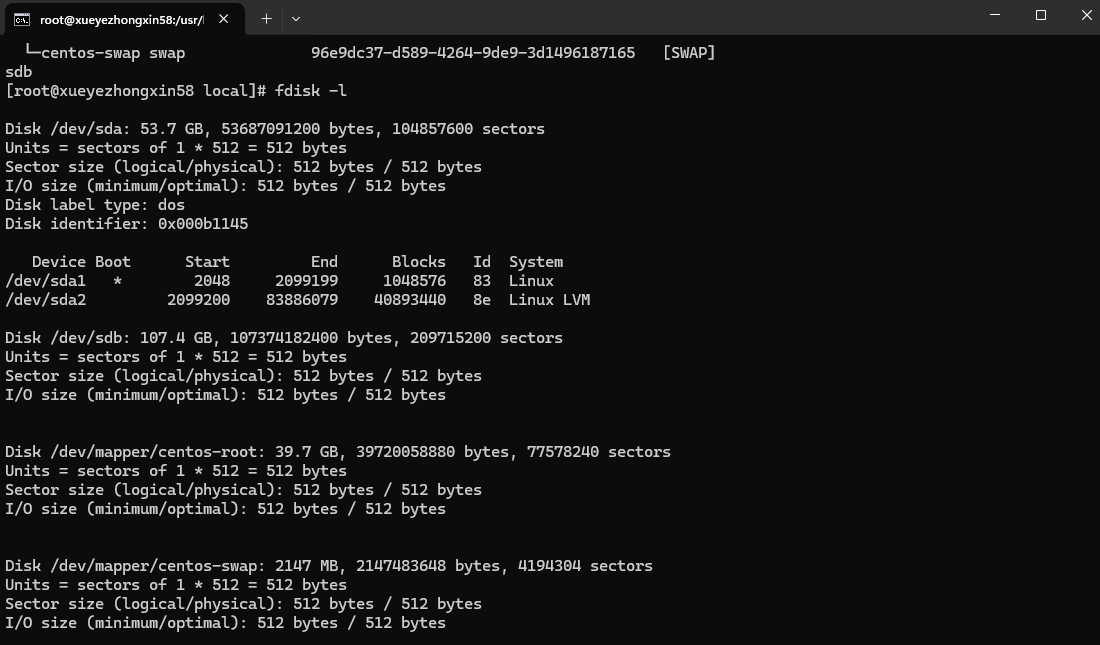 root@xueyezhongxin58:/usr/l
└─centos-swap swap 96e9dc37-d589-4264-9de9-3d1496187165 [SWAP]
sdb
[root@xueyezhongxin58 local]# fdisk -l
Disk /dev/sda: 53.7 GB, 53687091200 bytes, 104857600 sectors
Units = sectors of 1 * 512 = 512 bytes
Sector size (logical/physical): 512 bytes / 512 bytes
I/O size (minimum/optimal): 512 bytes / 512 bytes
Disk label type: dos
Disk identifier: 0x000b1145
Device Boot Start End Blocks Id System
/dev/sda1 * 2048 2099199 1048576 83 Linux
/dev/sda2 2099200 83886079 40893440 8e Linux LVM
Disk /dev/sdb: 107.4 GB, 107374182400 bytes, 209715200 sectors
Units = sectors of 1 * 512 = 512 bytes
Sector size (logical/physical): 512 bytes / 512 bytes
I/O size (minimum/optimal): 512 bytes / 512 bytes
Disk /dev/mapper/centos-root: 39.7 GB, 39720058880 bytes, 77578240 sectors
Units = sectors of 1 * 512 = 512 bytes
Sector size (logical/physical): 512 bytes / 512 bytes
I/O size (minimum/optimal): 512 bytes / 512 bytes
Disk /dev/mapper/centos-swap: 2147 MB, 2147483648 bytes, 4194304 sectors
Units = sectors of 1 * 512 = 512 bytes
Sector size (logical/physical): 512 bytes / 512 bytes
I/O size (minimum/optimal): 512 bytes / 512 bytes